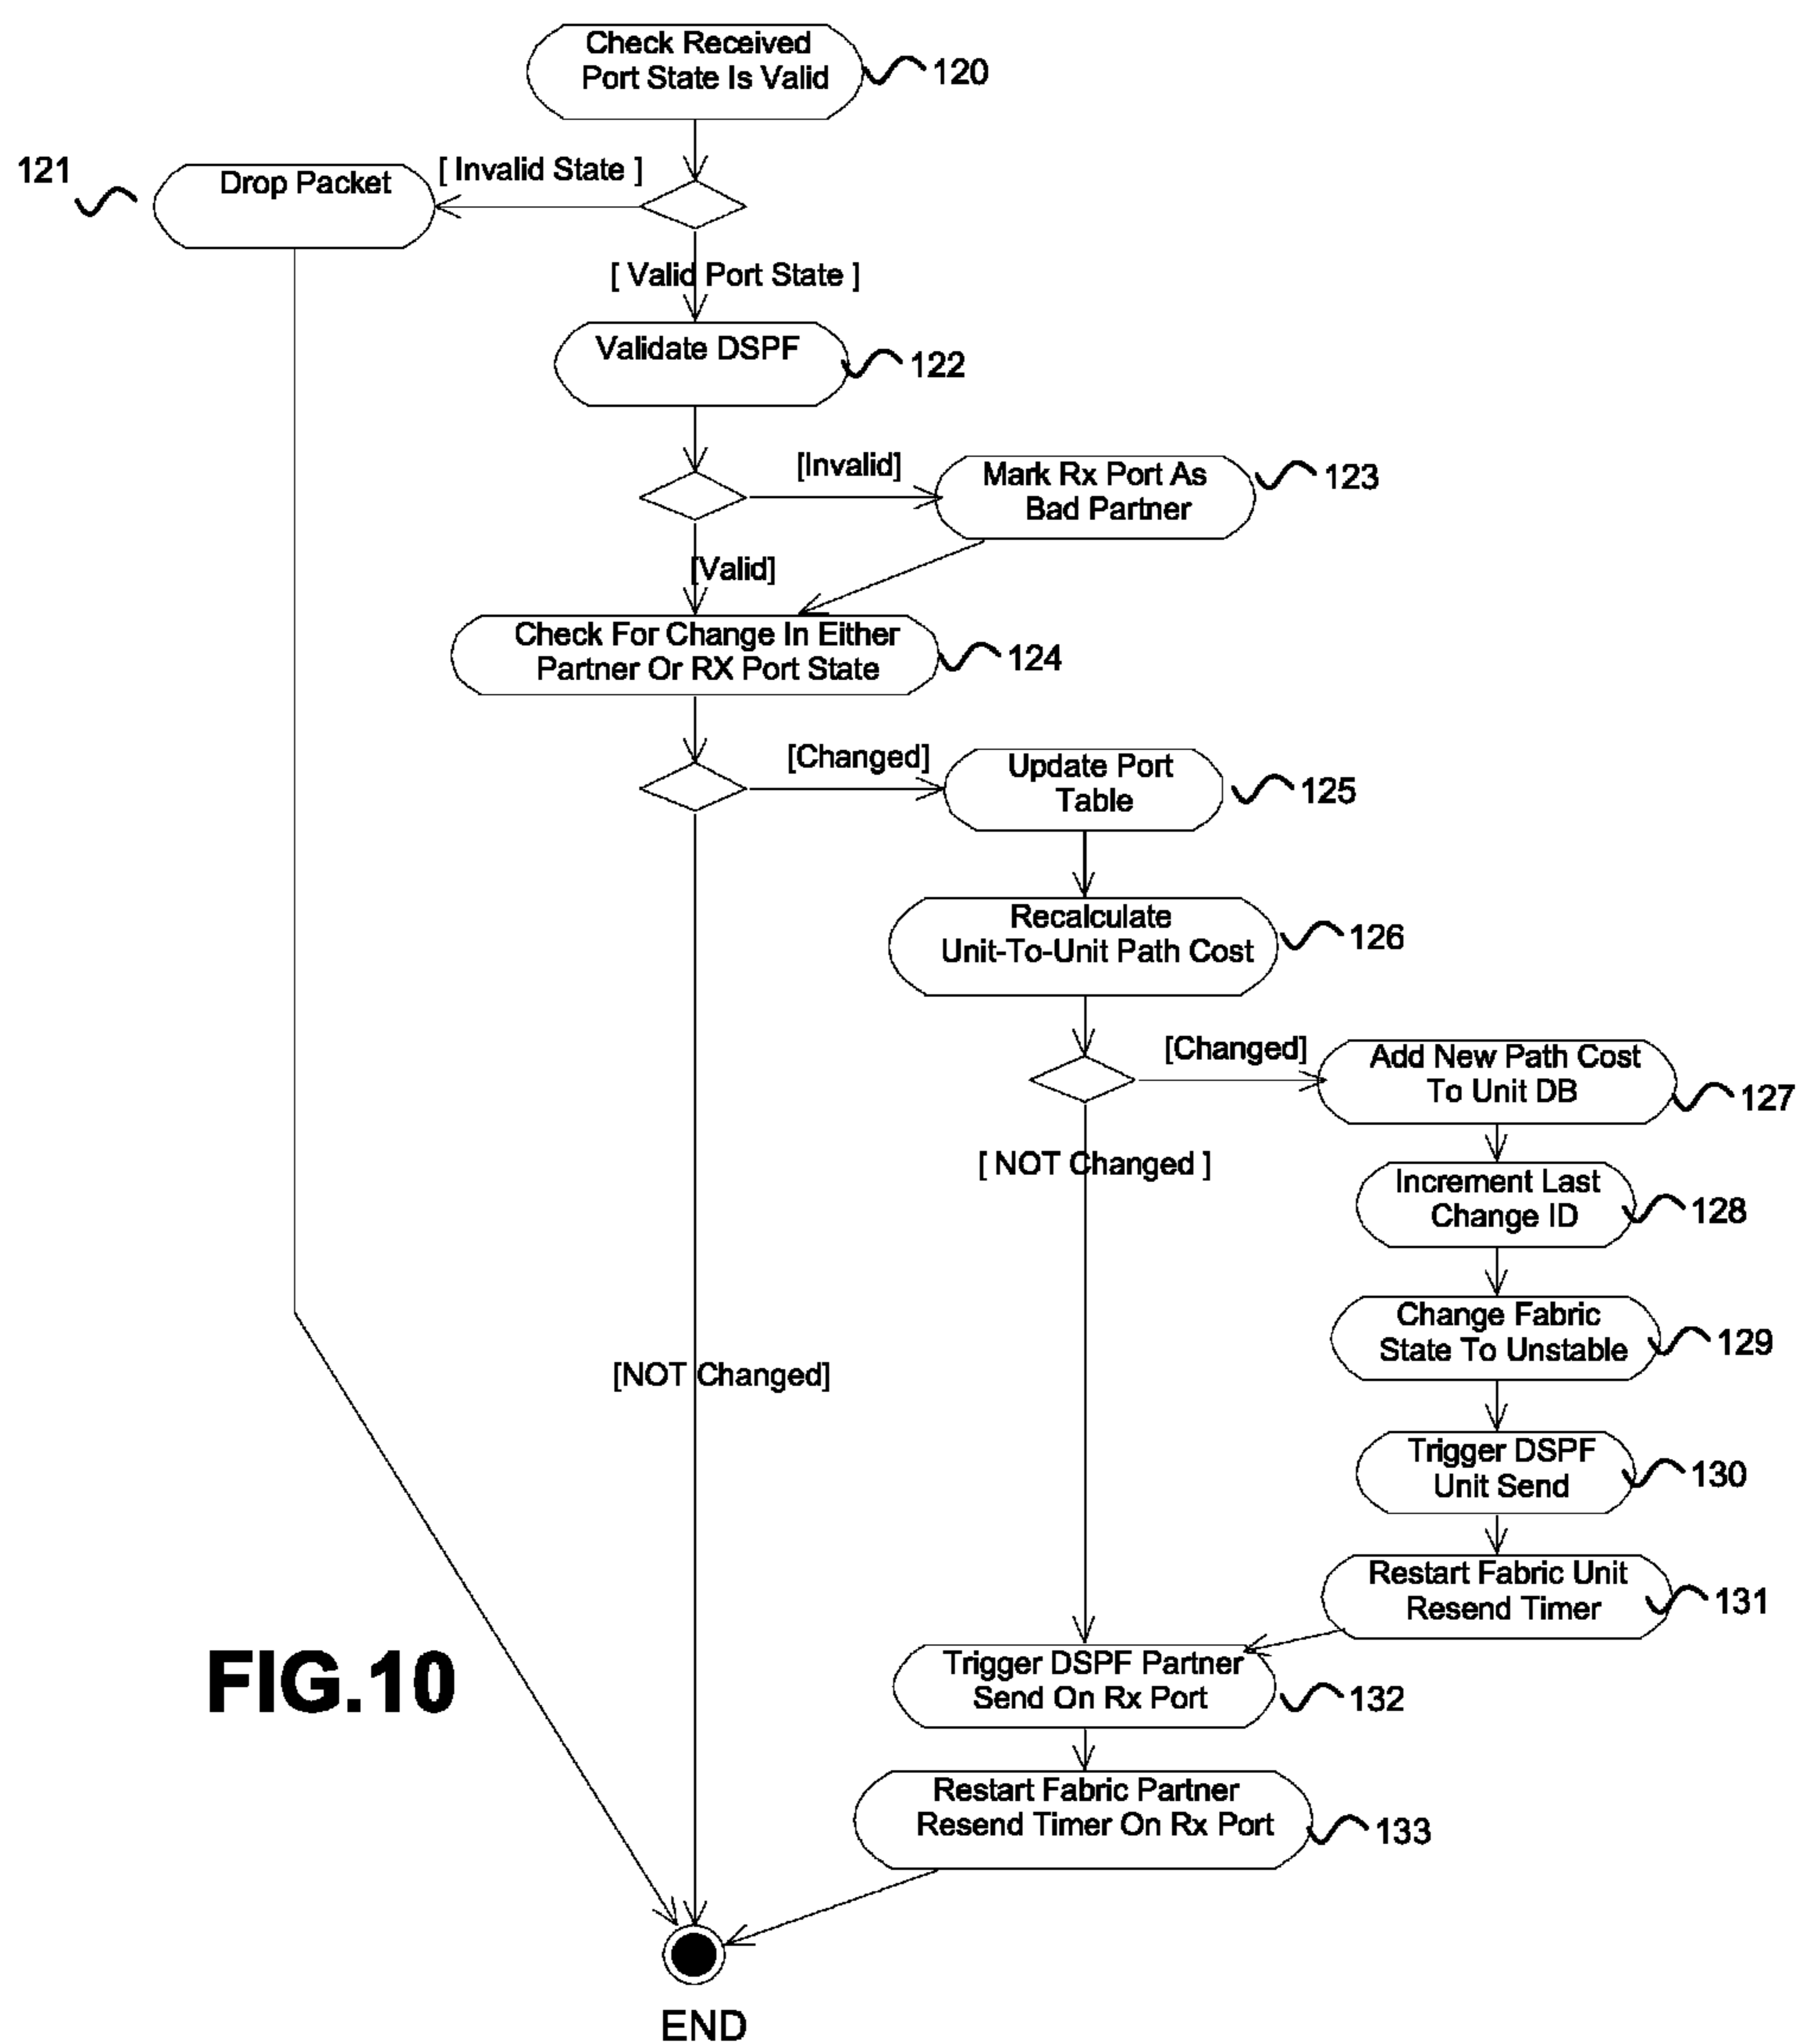 Check Received
Port State Is Valid
120
121
Drop Packet
[ Invalid State ]
[ Valid Port State ]
Validate DSPF
122
[Invalid]
Mark Rx Port As
Bad Partner
123
[Valid]
Check For Change In Either
Partner Or RX Port State
124
[Changed]
Update Port
Table
125
Recalculate
Unit-To-Unit Path Cost
126
[Changed]
Add New Path Cost
To Unit DB
127
[ NOT Changed ]
Increment Last
Change ID
128
Change Fabric
State To Unstable
129
[NOT Changed]
Trigger DSPF
Unit Send
130
Restart Fabric Unit
Resend Timer
131
FIG.10
Trigger DSPF Partner
Send On Rx Port
132
Restart Fabric Partner
Resend Timer On Rx Port
133
END